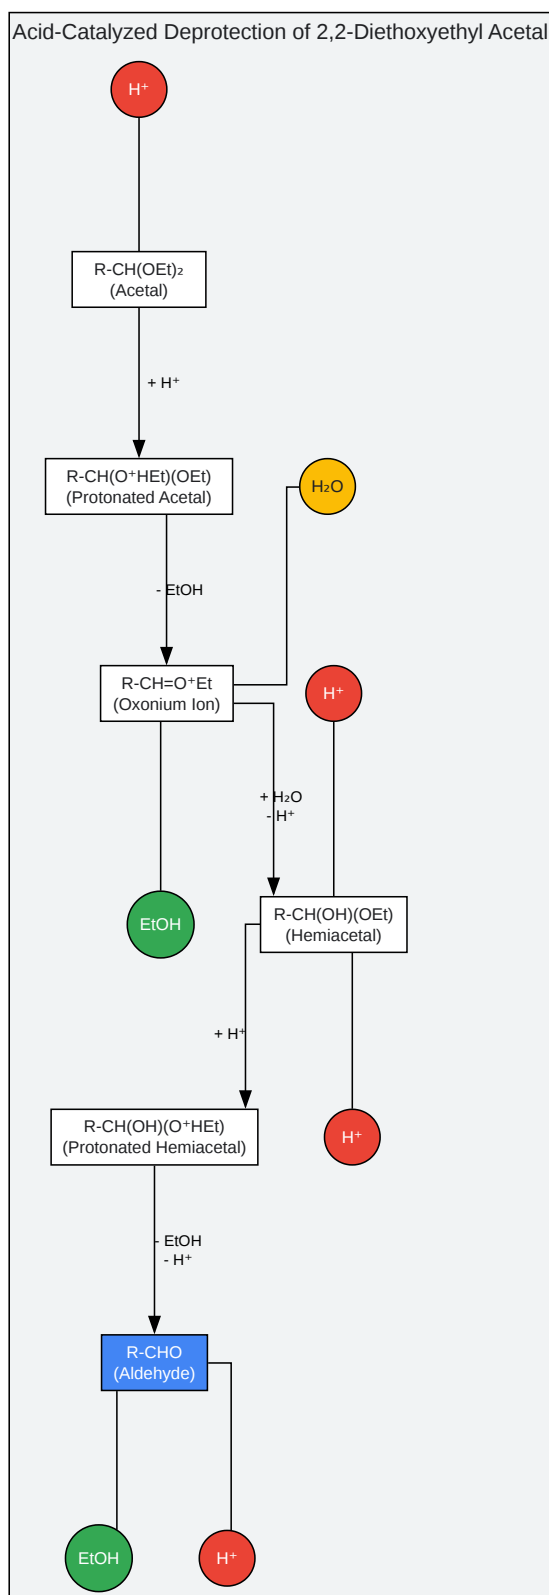 Acid-Catalyzed Deprotection of 2,2-Diethoxyethyl Acetal
H⁺
R-CH(OEt)₂
(Acetal)
+ H⁺
R-CH(O⁺HEt)(OEt)
(Protonated Acetal)
H₂O
- EtOH
R-CH=O⁺Et
(Oxonium Ion)
H⁺
+ H₂O
- H⁺
EtOH
R-CH(OH)(OEt)
(Hemiacetal)
+ H⁺
R-CH(OH)(O⁺HEt)
(Protonated Hemiacetal)
H⁺
- EtOH
- H⁺
R-CHO
(Aldehyde)
EtOH
H⁺